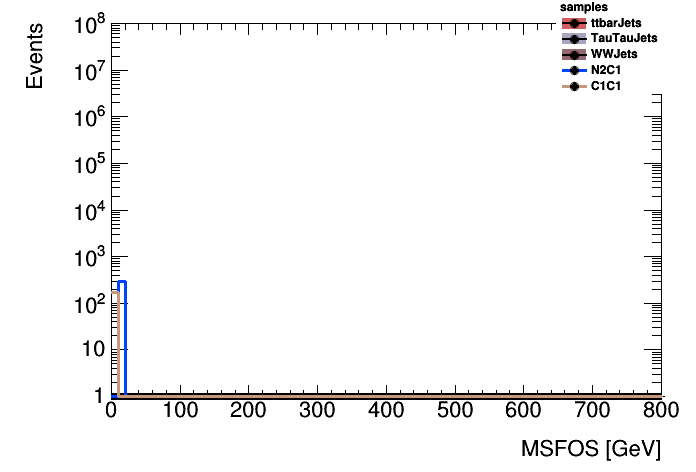 samples
ttbarJets
TauTauJets
WWJets
N2C1
C1C1
Events
10^8
10^7
10^6
10^5
10^4
10^3
10^2
10
1
0 100 200 300 400 500 600 700 800
MSFOS [GeV]